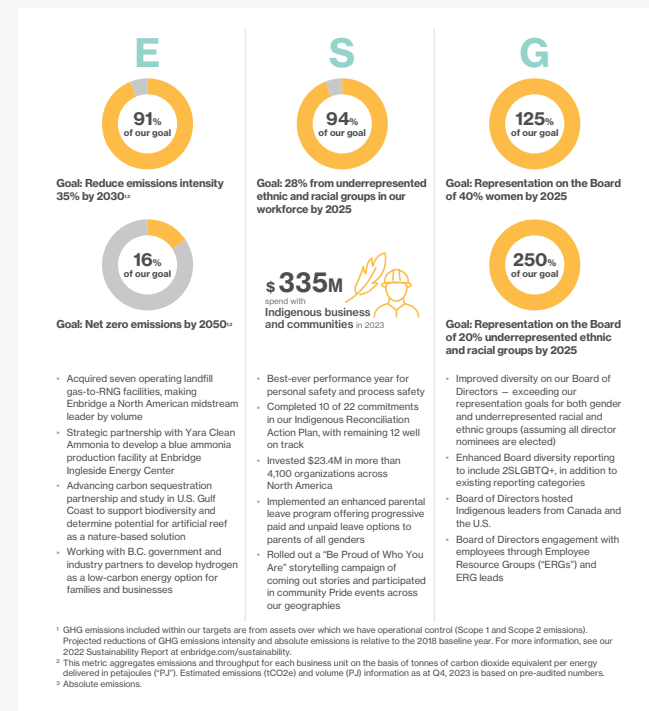 E
91%
of our goal
Goal: Reduce emissions intensity
35% by 2030¹,²
16%
of our goal
Goal: Net zero emissions by 2050¹,³
• Acquired seven operating landfill
gas-to-RNG facilities, making
Enbridge a North American midstream
leader by volume
• Strategic partnership with Yara Clean
Ammonia to develop a blue ammonia
production facility at Enbridge
Ingleside Energy Center
• Advancing carbon sequestration
partnership and study in U.S. Gulf
Coast to support biodiversity and
determine potential for artificial reef
as a nature-based solution
• Working with B.C. government and
industry partners to develop hydrogen
as a low-carbon energy option for
families and businesses
S
94%
of our goal
Goal: 28% from underrepresented
ethnic and racial groups in our
workforce by 2025
$335M
spend with
Indigenous business
and communities in 2023
• Best-ever performance year for
personal safety and process safety
• Completed 10 of 22 commitments
in our Indigenous Reconciliation
Action Plan, with remaining 12 well
on track
• Invested $23.4M in more than
4,100 organizations across
North America
• Implemented an enhanced parental
leave program offering progressive
paid and unpaid leave options to
parents of all genders
• Rolled out a “Be Proud of Who You
Are” storytelling campaign of
coming out stories and participated
in community Pride events across
our geographies
G
125%
of our goal
Goal: Representation on the Board
of 40% women by 2025
250%
of our goal
Goal: Representation on the Board
of 20% underrepresented ethnic
and racial groups by 2025
• Improved diversity on our Board of
Directors — exceeding our
representation goals for both gender
and underrepresented racial and
ethnic groups (assuming all director
nominees are elected)
• Enhanced Board diversity reporting
to include 2SLGBTQ+, in addition to
existing reporting categories
• Board of Directors hosted
Indigenous leaders from Canada and
the U.S.
• Board of Directors engagement with
employees through Employee
Resource Groups (“ERGs”) and
ERG leads
¹ GHG emissions included within our targets are from assets over which we have operational control (Scope 1 and Scope 2 emissions).
Projected reductions of GHG emissions intensity and absolute emissions is relative to the 2018 baseline year. For more information, see our
2022 Sustainability Report at enbridge.com/sustainability.
² This metric aggregates emissions and throughput for each business unit on the basis of tonnes of carbon dioxide equivalent per energy
delivered in petajoules (“PJ”). Estimated emissions (tCO2e) and volume (PJ) information as at Q4, 2023 is based on pre-audited numbers.
³ Absolute emissions.